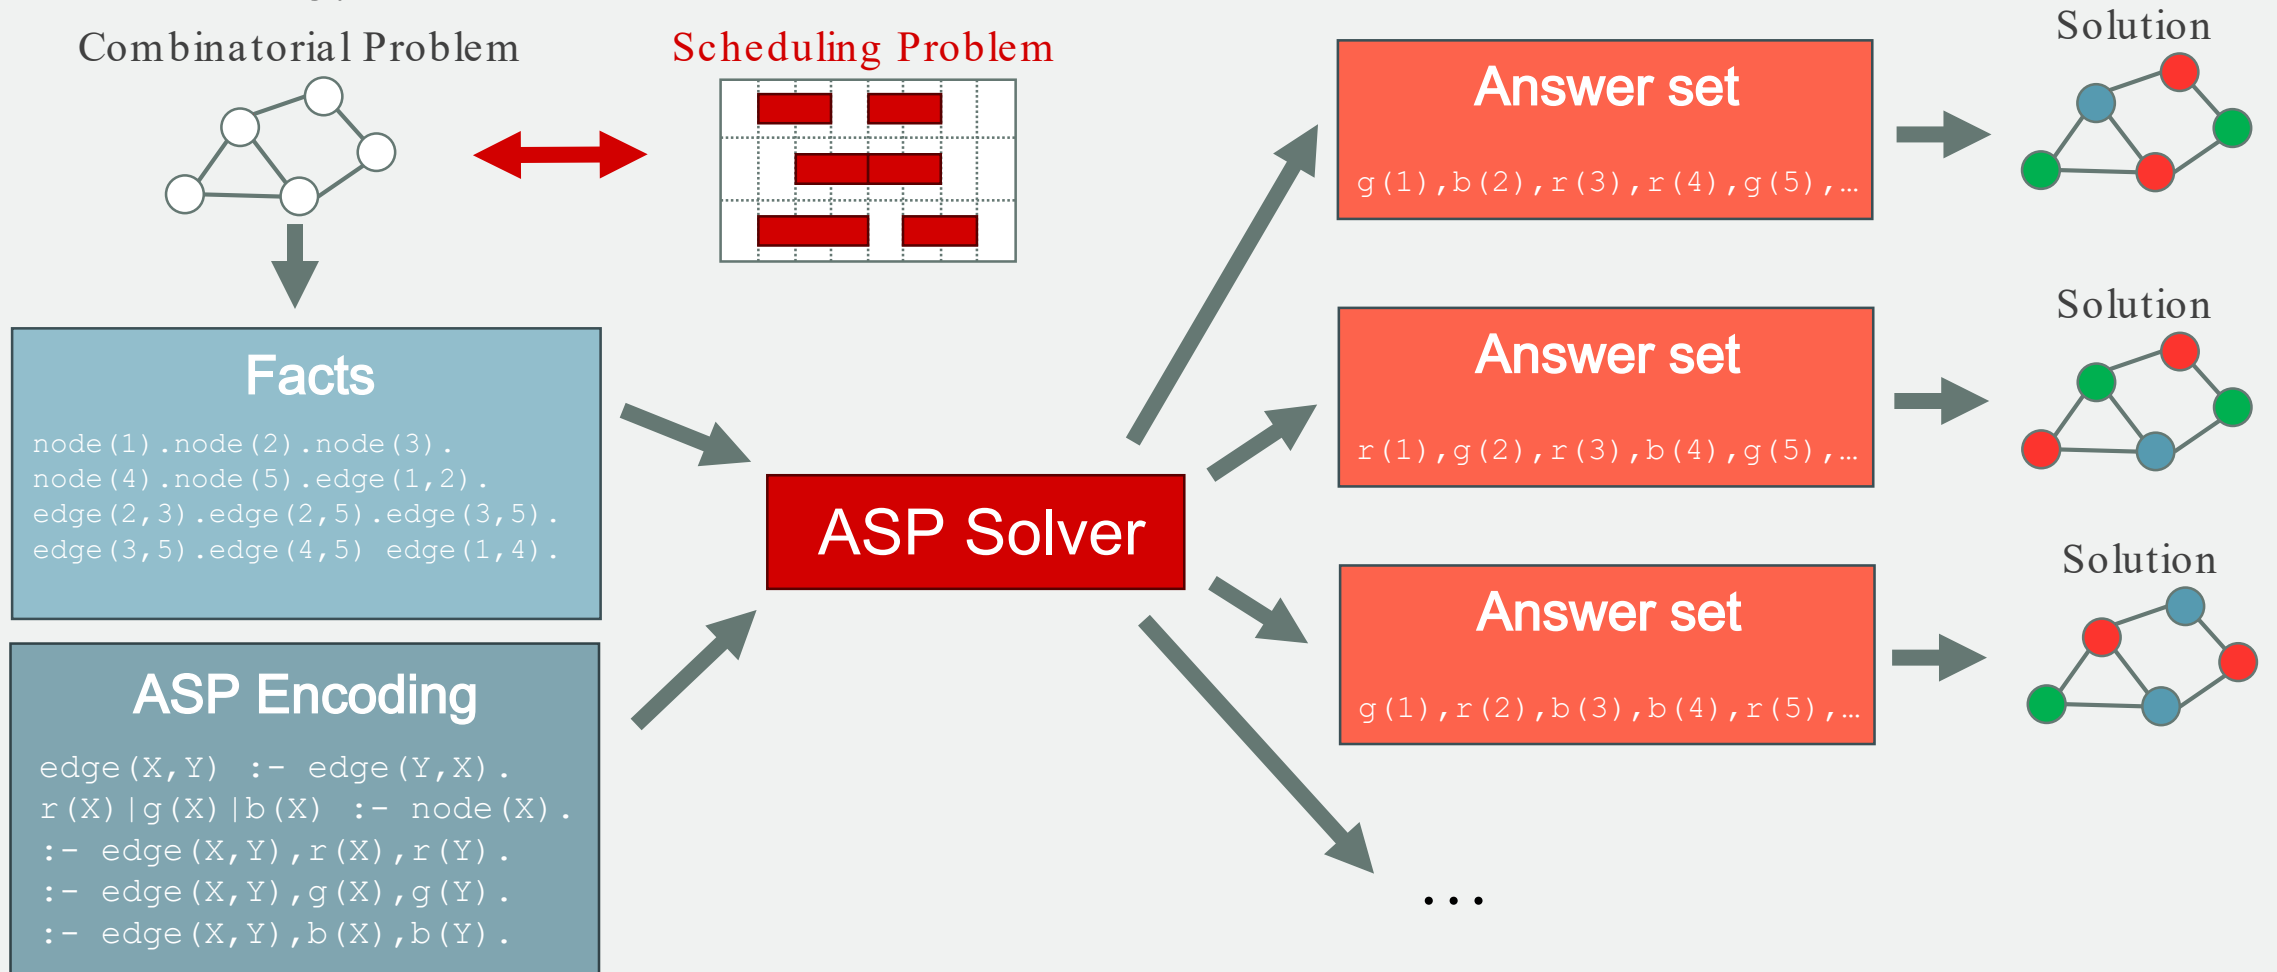 Combinatorial Problem
Scheduling Problem
Facts
node(1).node(2).node(3).
node(4).node(5).edge(1,2).
edge(2,3).edge(2,5).edge(3,5).
edge(3,5).edge(4,5) edge(1,4).
ASP Encoding
edge(X,Y) :- edge(Y,X).
r(X)|g(X)|b(X) :- node(X).
:- edge(X,Y),r(X),r(Y).
:- edge(X,Y),g(X),g(Y).
:- edge(X,Y),b(X),b(Y).
ASP Solver
Answer set
g(1),b(2),r(3),r(4),g(5),…
Solution
Answer set
r(1),g(2),r(3),b(4),g(5),…
Solution
Answer set
g(1),r(2),b(3),b(4),r(5),…
Solution
...